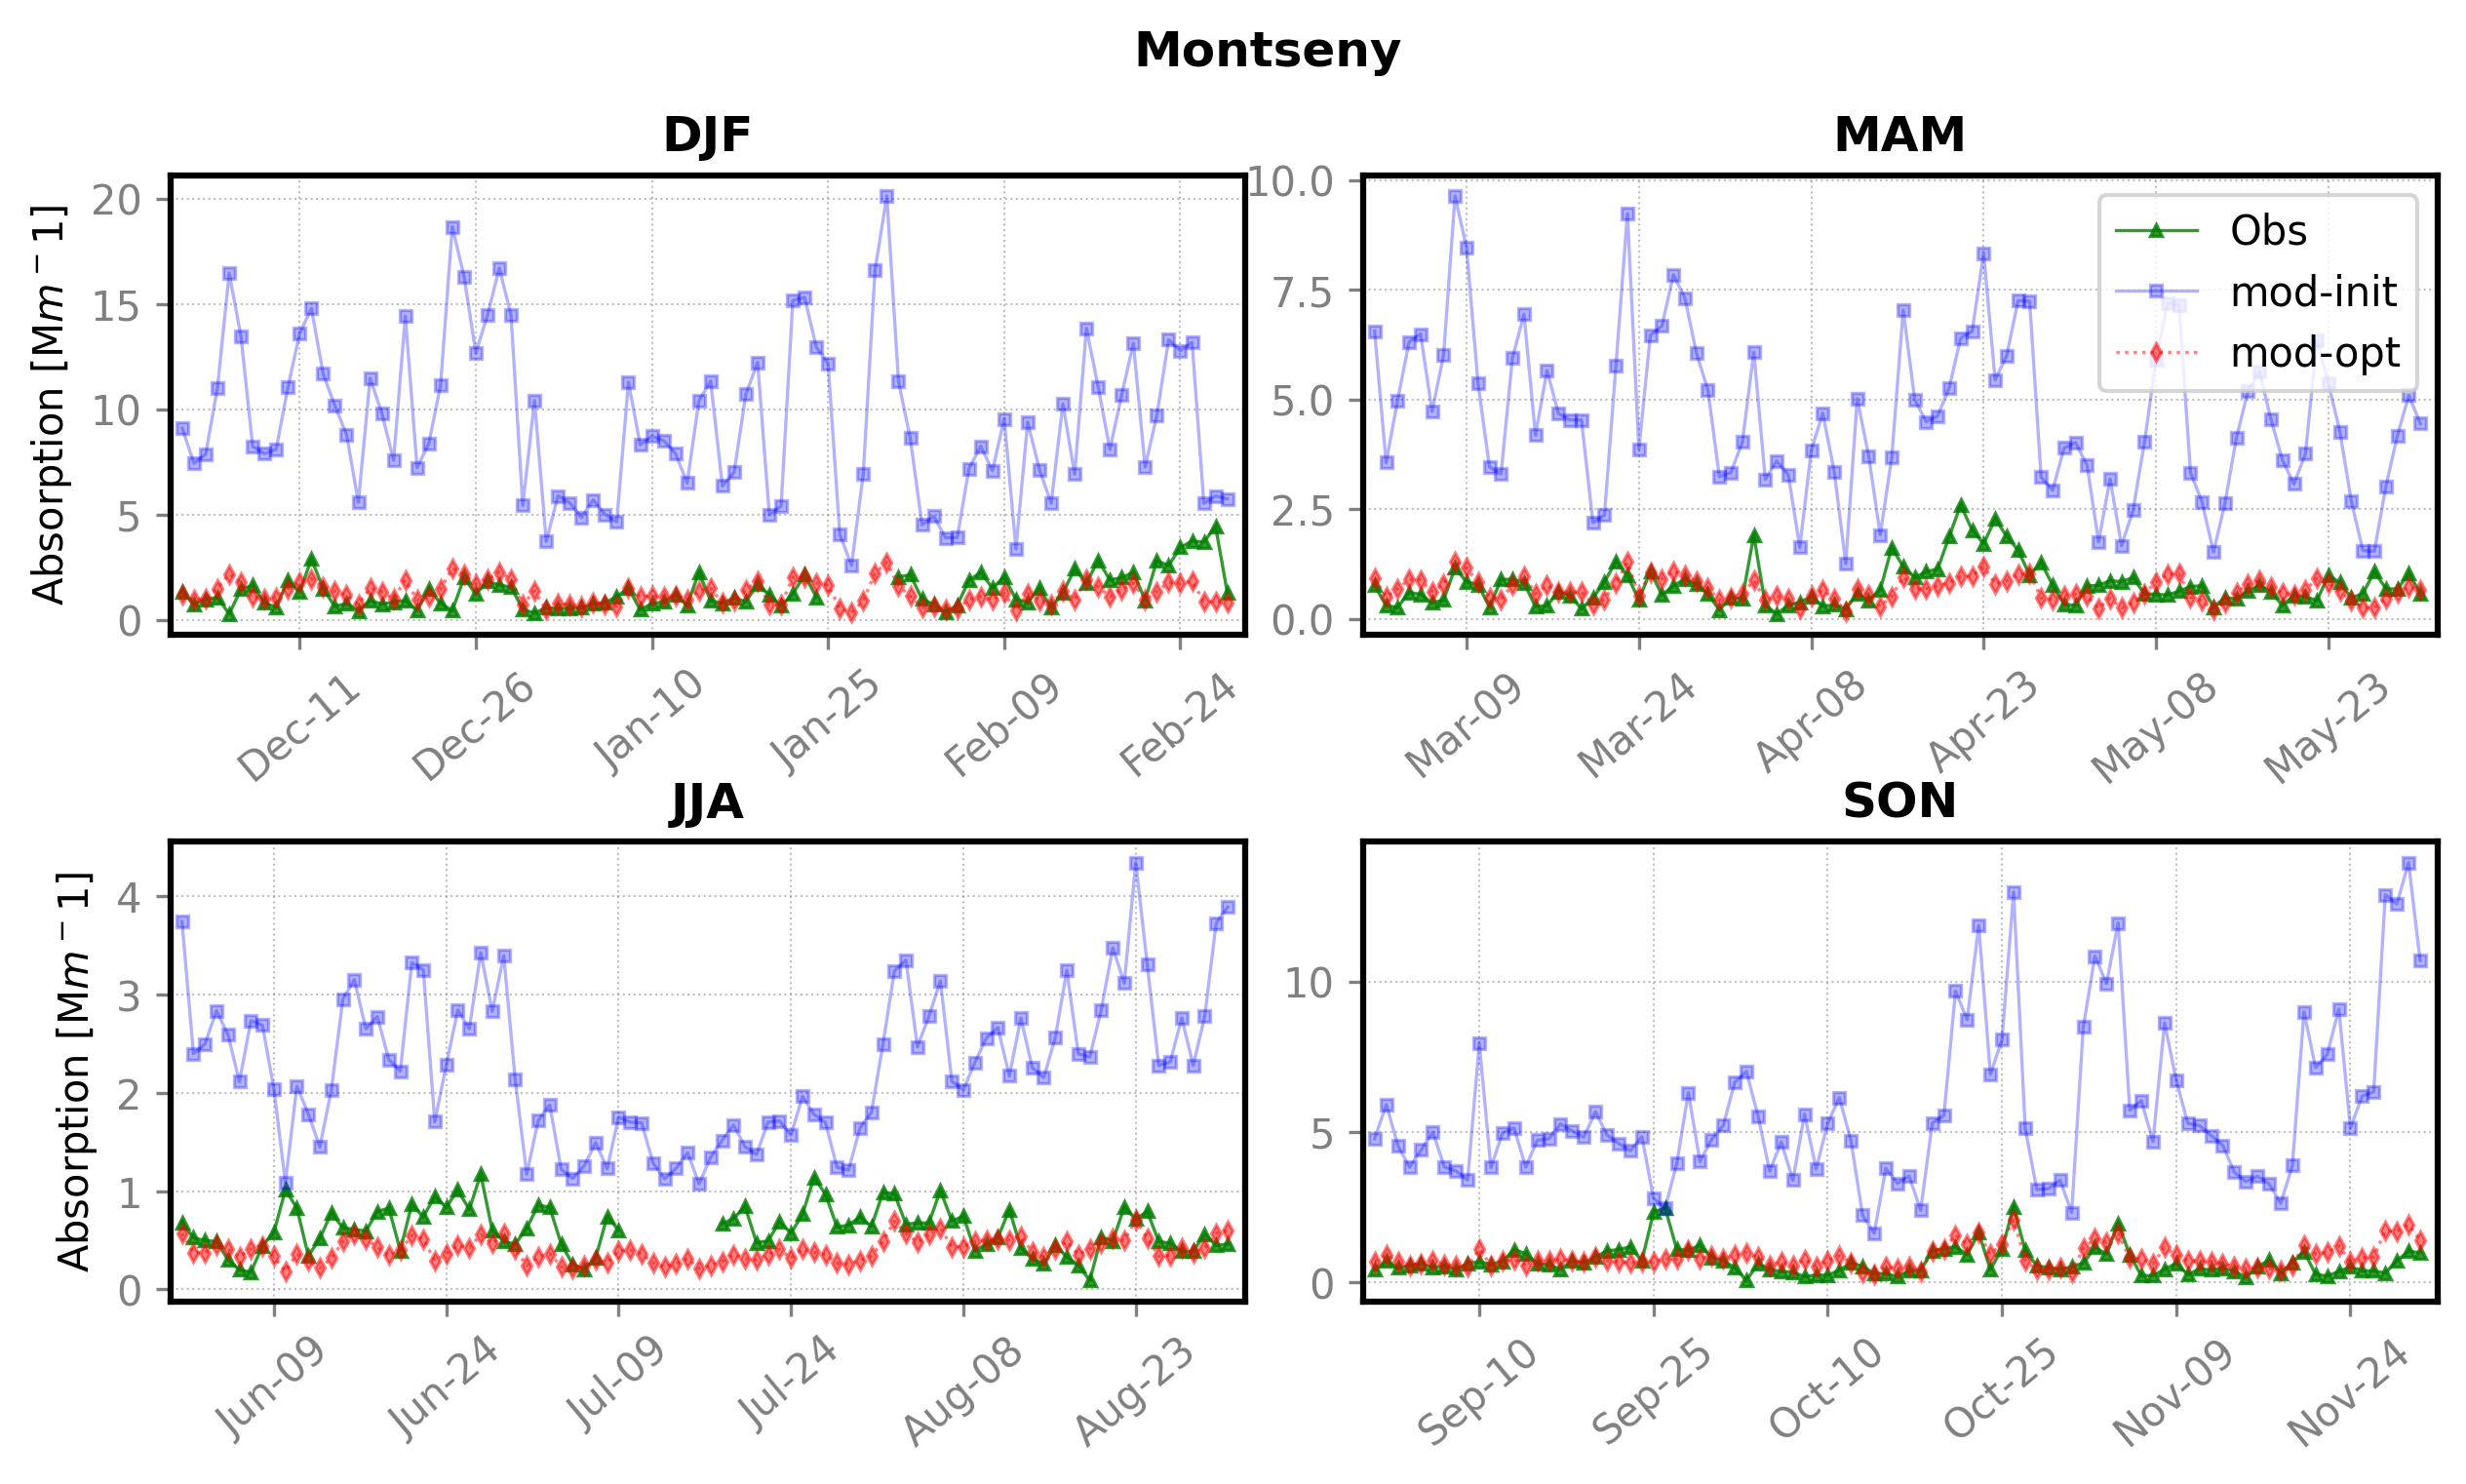 Montseny
DJF
Absorption [Mm − 1]
20
15
10
5
0
Dec-11
Dec-26
Jan-10
Jan-25
Feb-09
Feb-24
MAM
10.0
7.5
5.0
2.5
0.0
Obs
mod-init
mod-opt
Mar-09
Mar-24
Apr-08
Apr-23
May-08
May-23
JJA
Absorption [Mm − 1]
4
3
2
1
0
Jun-09
Jun-24
Jul-09
Jul-24
Aug-08
Aug-23
SON
10
5
0
Sep-10
Sep-25
Oct-10
Oct-25
Nov-09
Nov-24